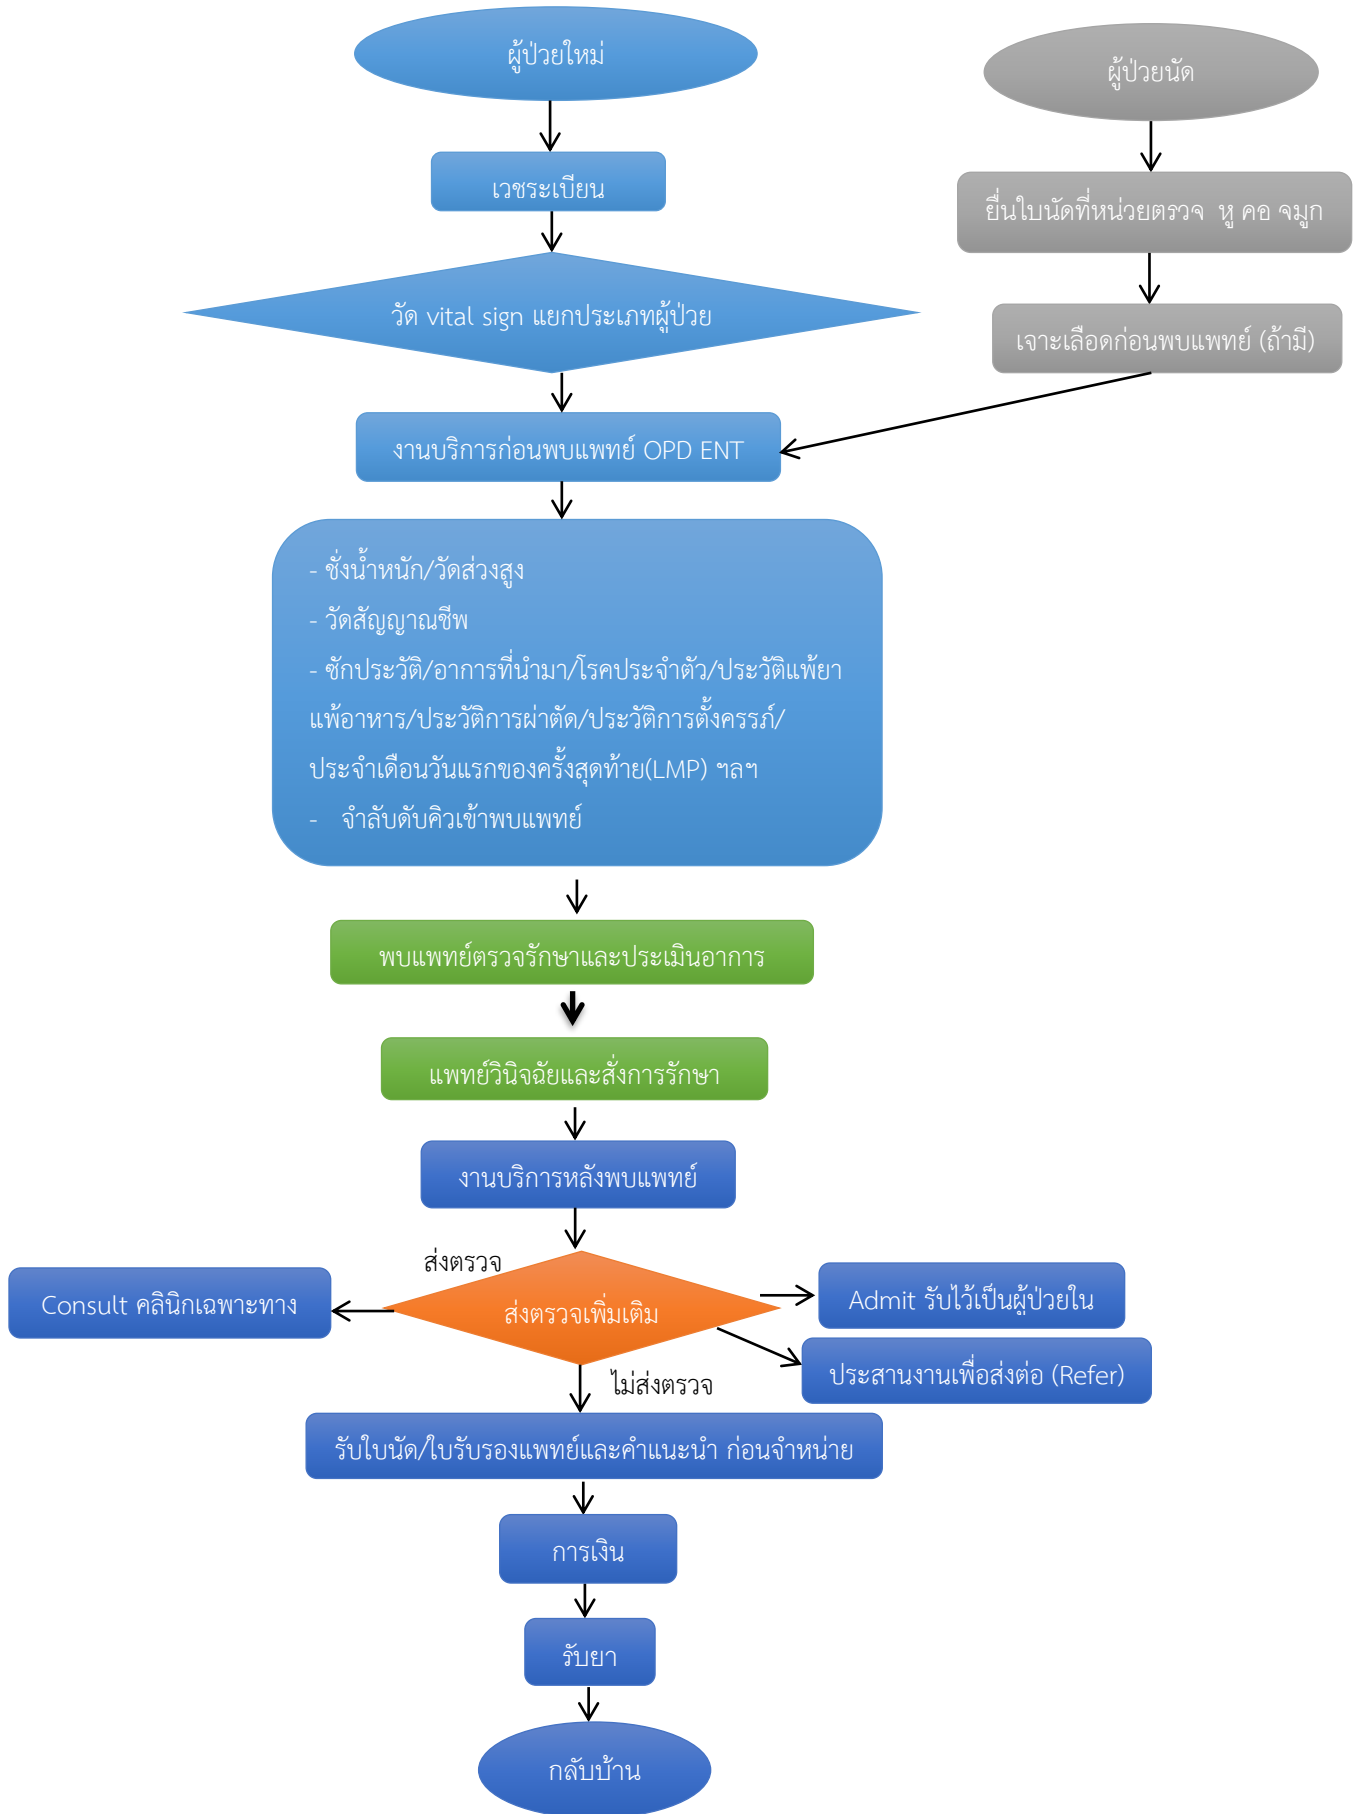 ผู้ป่วยใหม่
ผู้ป่วยนัด
เวชระเบียน
ยื่นใบนัดที่หน่วยตรวจ หู คอ จมูก
วัด vital sign แยกประเภทผู้ป่วย
เจาะเลือดก่อนพบแพทย์ (ถ้ามี)
งานบริการก่อนพบแพทย์ OPD ENT
- ชั่งน้ำหนัก/วัดส่วงสูง
- วัดสัญญาณชีพ
- ซักประวัติ/อาการที่นำมา/โรคประจำตัว/ประวัติแพ้ยา
แพ้อาหาร/ประวัติการผ่าตัด/ประวัติการตั้งครรภ์/
ประจำเดือนวันแรกของครั้งสุดท้าย(LMP) ฯลฯ
- จำลับดับคิวเข้าพบแพทย์
พบแพทย์ตรวจรักษาและประเมินอาการ
แพทย์วินิจฉัยและสั่งการรักษา
งานบริการหลังพบแพทย์
ส่งตรวจ
Consult คลินิกเฉพาะทาง
ส่งตรวจเพิ่มเติม
Admit รับไว้เป็นผู้ป่วยใน
ประสานงานเพื่อส่งต่อ (Refer)
ไม่ส่งตรวจ
รับใบนัด/ใบรับรองแพทย์และคำแนะนำ ก่อนจำหน่าย
การเงิน
รับยา
กลับบ้าน